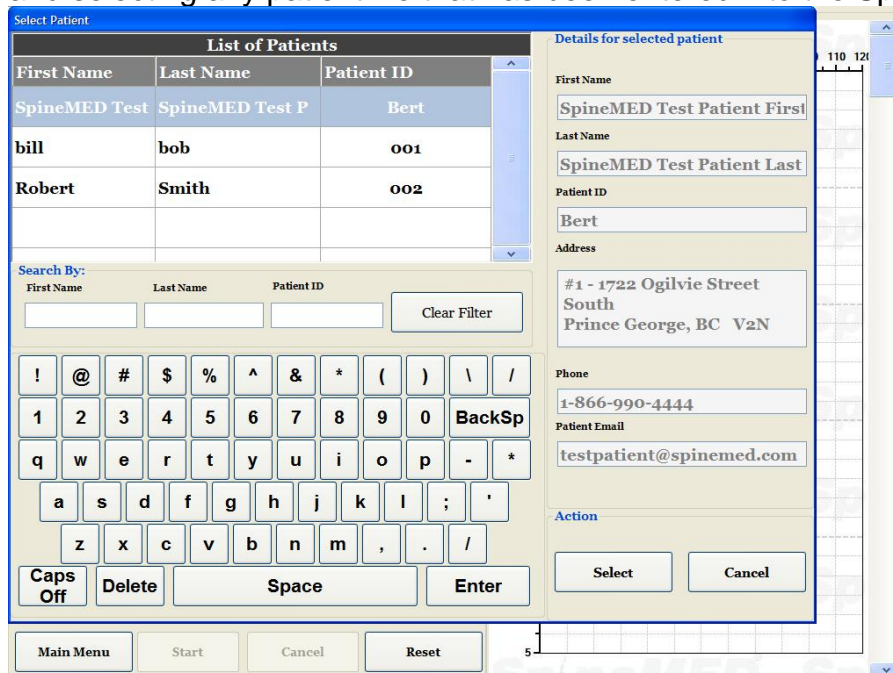 Select Patient
List of Patients
First Name Last Name Patient ID
SpineMED Test SpineMED Test P Bert
bill bob 001
Robert Smith 002
Search By:
First Name Last Name Patient ID
Clear Filter
! @ # $ % ^ & * ( ) \ /
1 2 3 4 5 6 7 8 9 0 BackSp
q w e r t y u i o p - *
a s d f g h j k l ; '
z x c v b n m , . /
Caps Off Delete Space Enter
Details for selected patient
First Name
SpineMED Test Patient First
Last Name
SpineMED Test Patient Last
Patient ID
Bert
Address
#1 - 1722 Ogilvie Street
South
Prince George, BC V2N
Phone
1-866-990-4444
Patient Email
testpatient@spinemed.com
Action
Select Cancel
110 120
Main Menu Start Cancel Reset
5
SpineMED